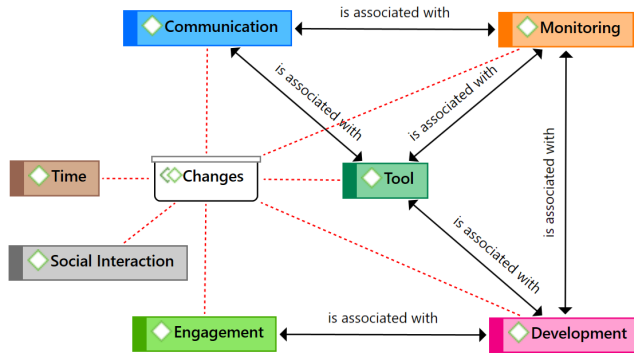 Communication
is associated with
Monitoring
is associated with
is associated with
is associated with
Time
Changes
Tool
Social Interaction
is associated with
Engagement
is associated with
Development